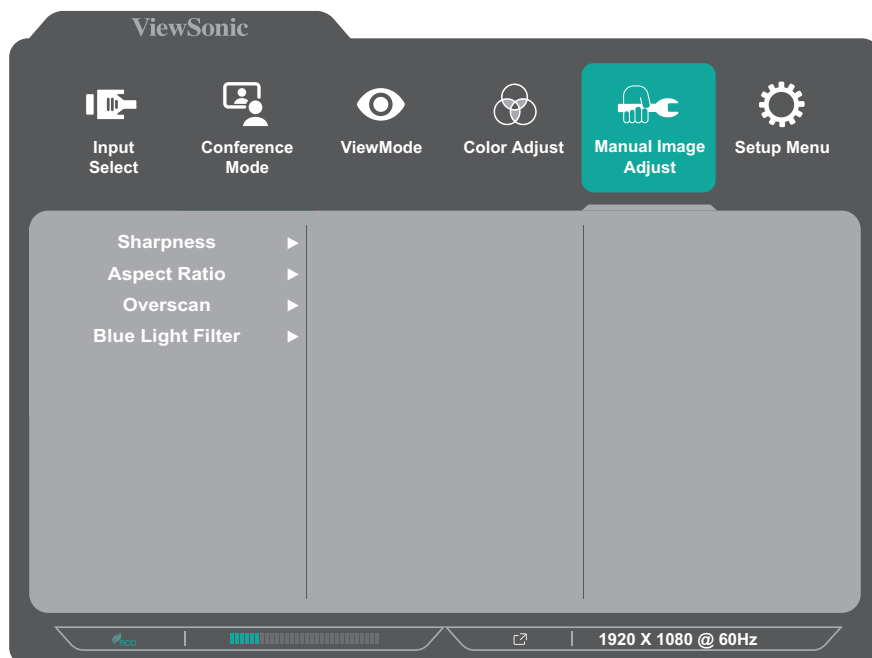 ViewSonic
Input
Select
Conference
Mode
ViewMode
Color Adjust
Manual Image
Adjust
Setup Menu
Sharpness
Aspect Ratio
Overscan
Blue Light Filter
eco
1920 X 1080 @ 60Hz